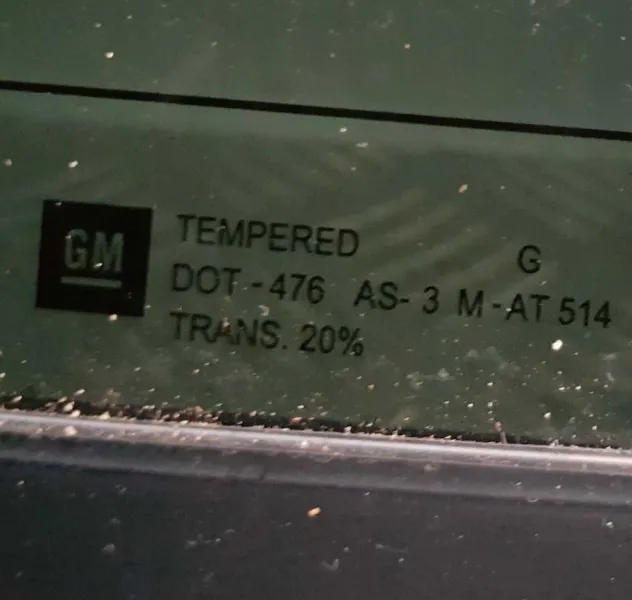 GM
TEMPERED G
DOT - 476 AS- 3 M - AT 514
TRANS. 20%